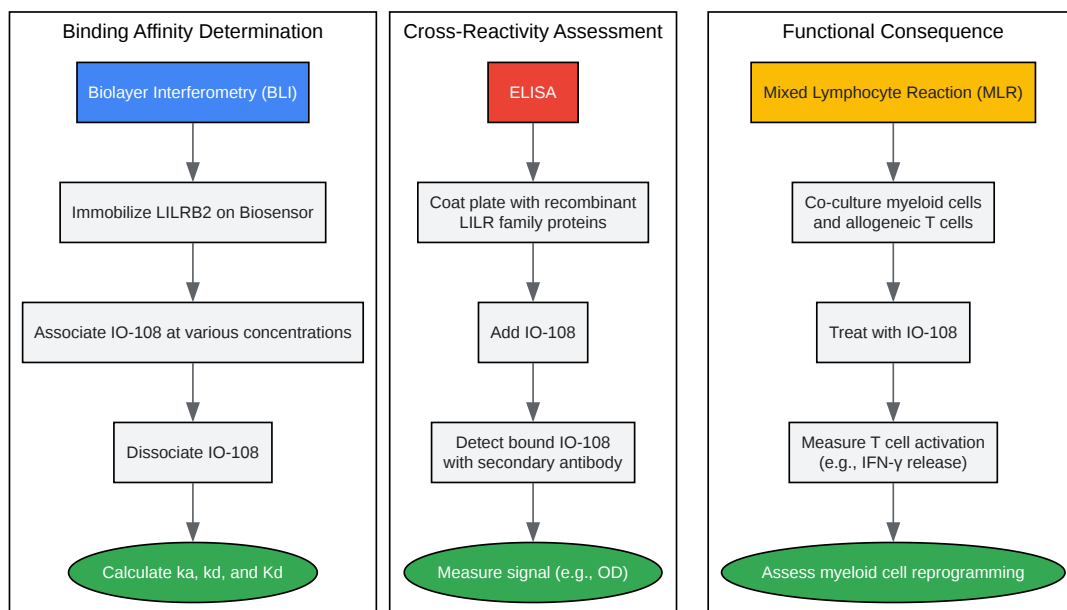 Binding Affinity Determination
Biolayer Interferometry (BLI)
Immobilize LILRB2 on Biosensor
Associate IO-108 at various concentrations
Dissociate IO-108
Calculate ka, kd, and Kd
Cross-Reactivity Assessment
ELISA
Coat plate with recombinant
LILR family proteins
Add IO-108
Detect bound IO-108
with secondary antibody
Measure signal (e.g., OD)
Functional Consequence
Mixed Lymphocyte Reaction (MLR)
Co-culture myeloid cells
and allogeneic T cells
Treat with IO-108
Measure T cell activation
(e.g., IFN-γ release)
Assess myeloid cell reprogramming